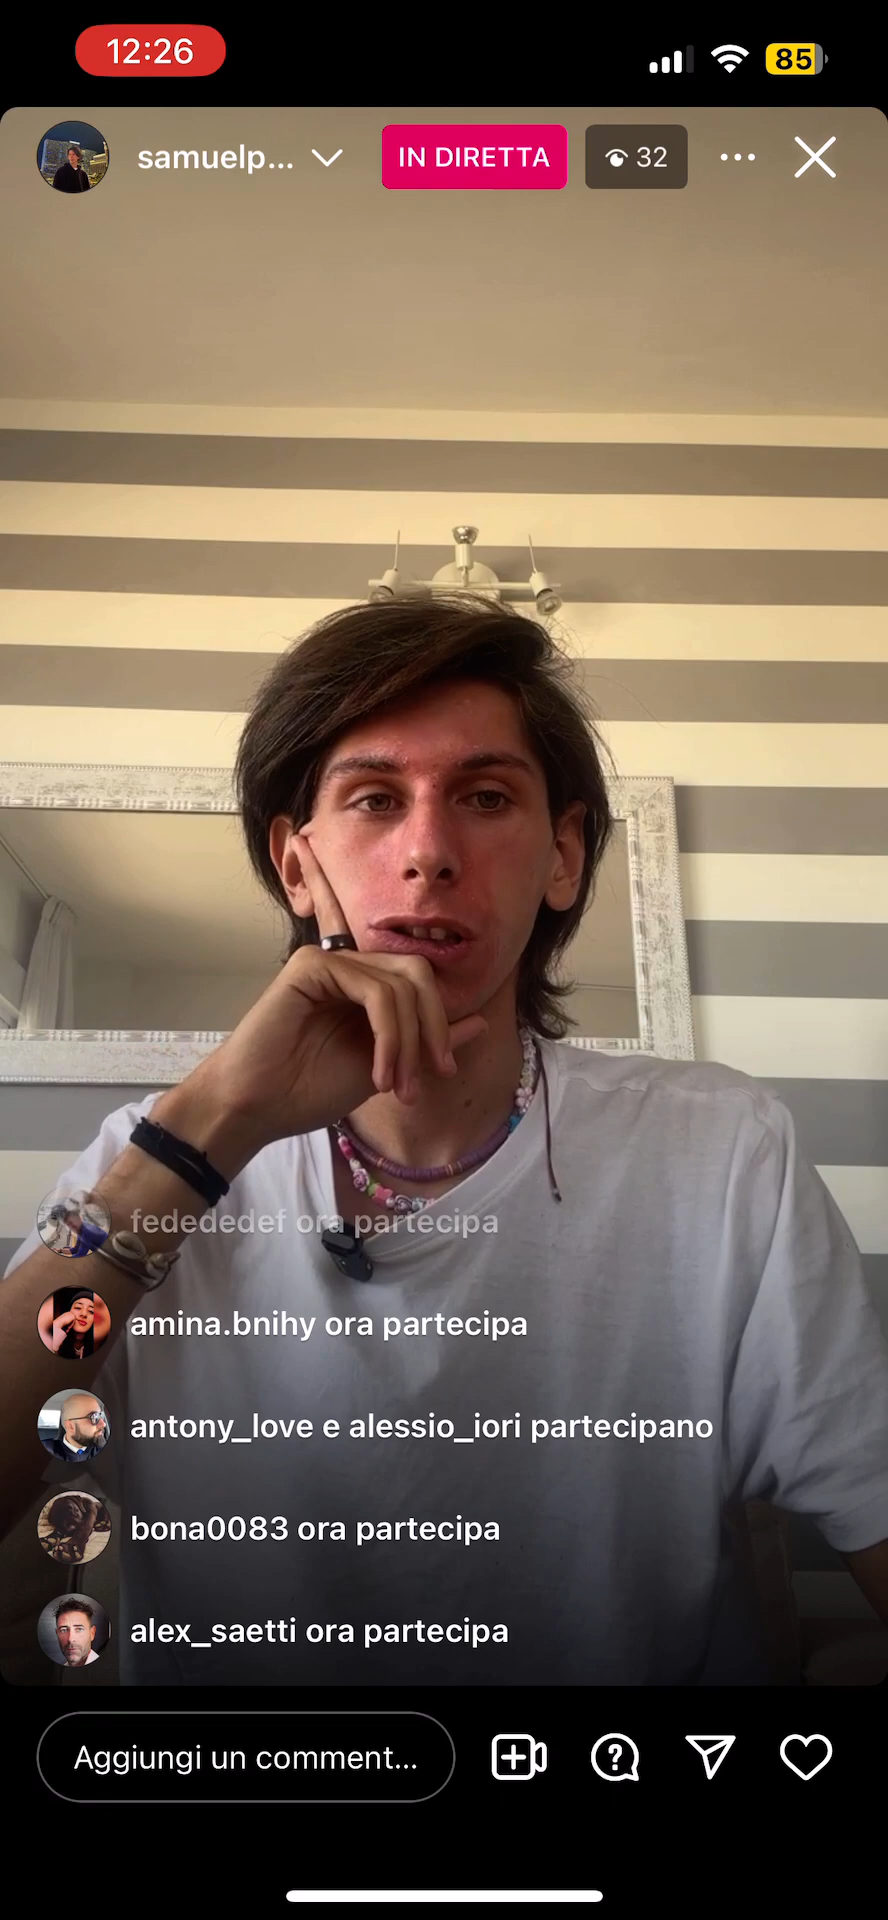 12:26
85
samuelp...
IN DIRETTA
32
fedededef ora partecipa
amina.bnihy ora partecipa
antony_love e alessio_iori partecipano
bona0083 ora partecipa
alex_saetti ora partecipa
Aggiungi un comment...